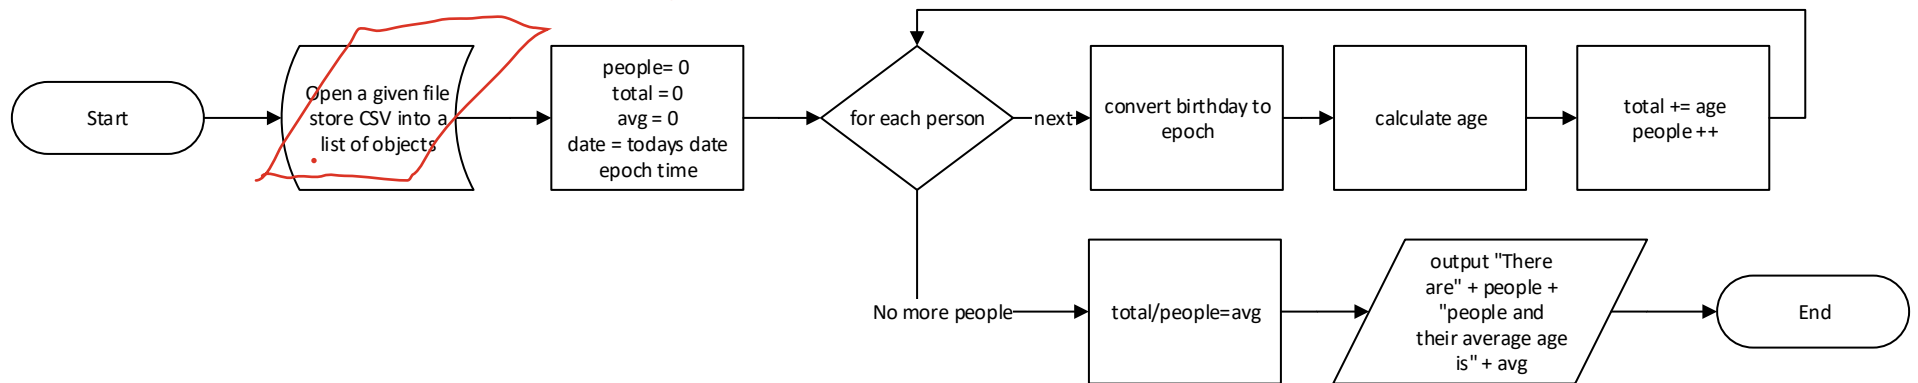 Start
Open a given file
store CSV into a
list of objects
people= 0
total = 0
avg = 0
date = todays date
epoch time
for each person
next
convert birthday to
epoch
calculate age
total += age
people ++
No more people
total/people=avg
output "There
are" + people +
"people and
their average age
is" + avg
End